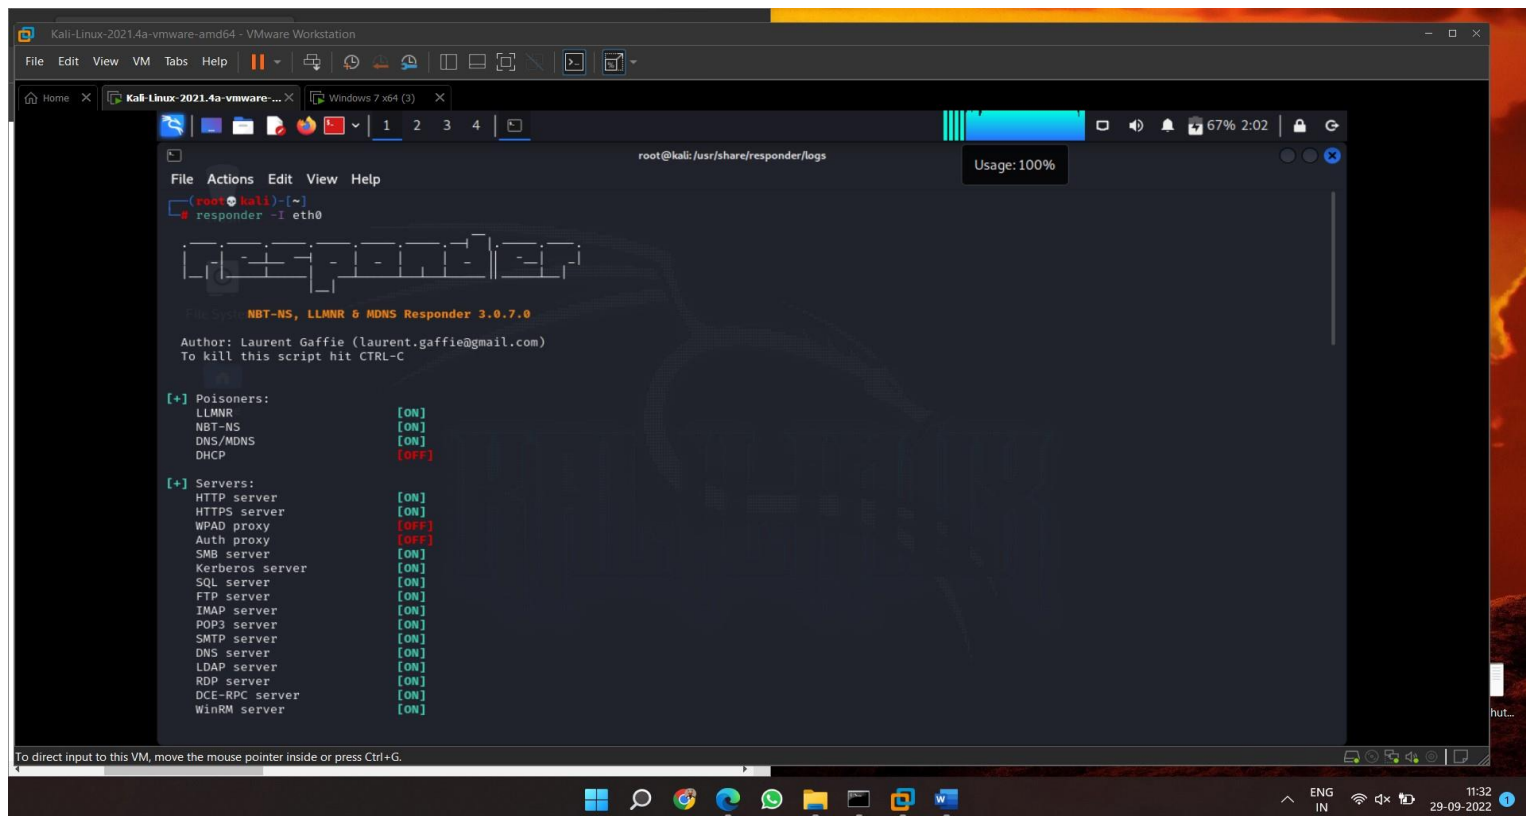 Kali-Linux-2021.4a-vmware-amd64 - VMware Workstation
File Edit View VM Tabs Help
Home
Kali-Linux-2021.4a-vmware-...
Windows 7 x64 (3)
1 2 3 4
67% 2:02
root@kali: /usr/share/responder/logs
Usage: 100%
File Actions Edit View Help
(root💀kali)-[~]
# responder -I eth0
NBT-NS, LLMNR & MDNS Responder 3.0.7.0
Author: Laurent Gaffie (laurent.gaffie@gmail.com)
To kill this script hit CTRL-C
[+] Poisoners:
LLMNR [ON]
NBT-NS [ON]
DNS/MDNS [ON]
DHCP [OFF]
[+] Servers:
HTTP server [ON]
HTTPS server [ON]
WPAD proxy [OFF]
Auth proxy [OFF]
SMB server [ON]
Kerberos server [ON]
SQL server [ON]
FTP server [ON]
IMAP server [ON]
POP3 server [ON]
SMTP server [ON]
DNS server [ON]
LDAP server [ON]
RDP server [ON]
DCE-RPC server [ON]
WinRM server [ON]
hut...
To direct input to this VM, move the mouse pointer inside or press Ctrl+G.
ENG
IN
11:32
29-09-2022
1